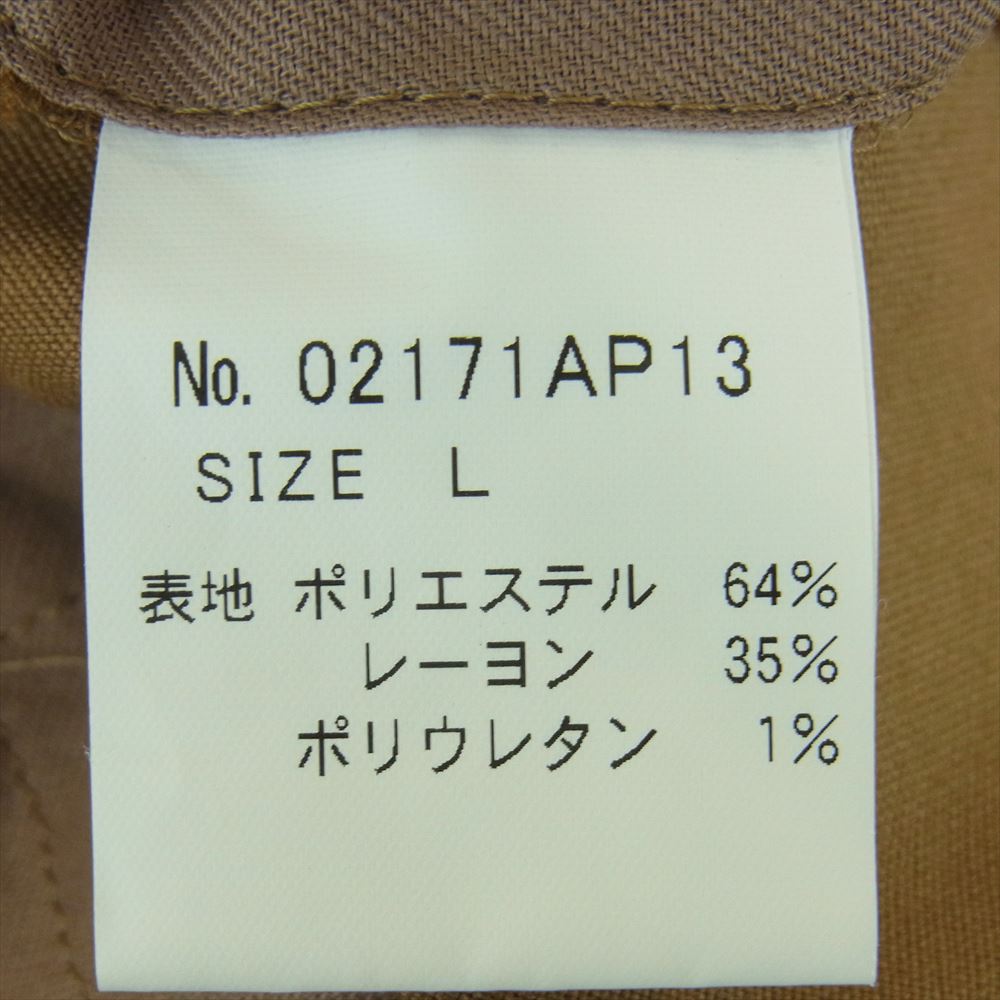 No. 02171AP13
SIZE L
表地 ポリエステル 64%
レーヨン 35%
ポリウレタン 1%